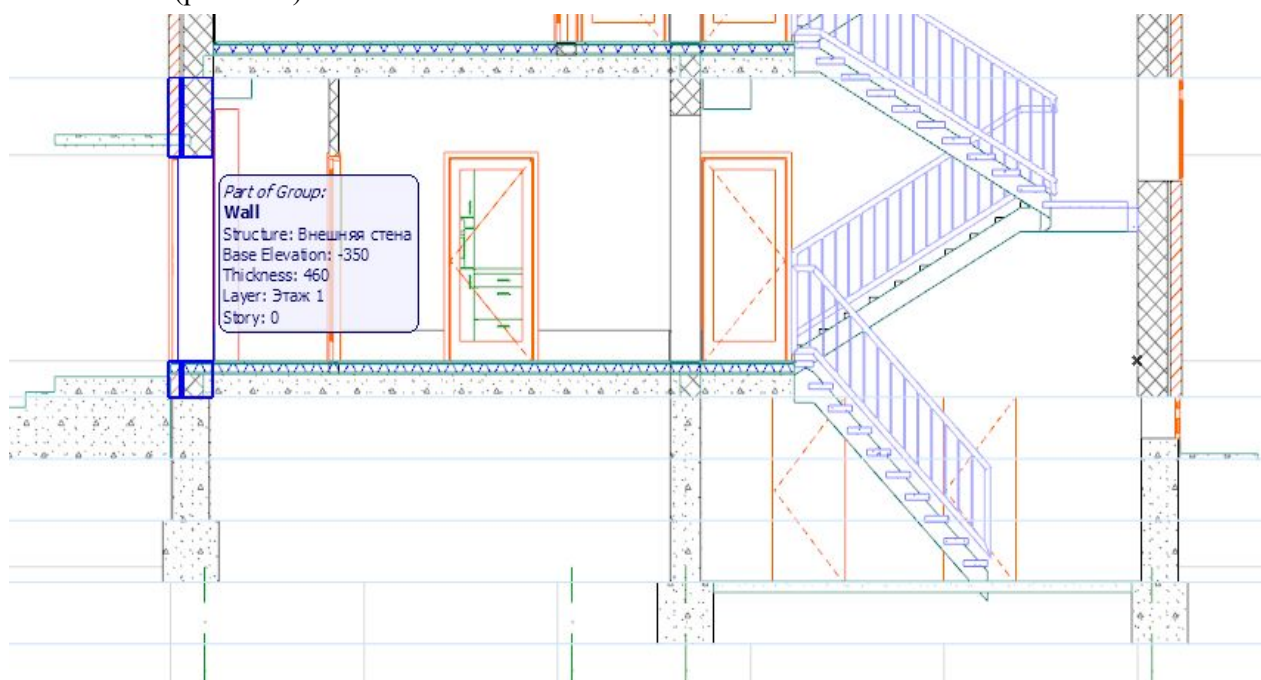 Part of Group:
Wall
Structure: Внешняя стена
Base Elevation: -350
Thickness: 460
Layer: Этаж 1
Story: 0